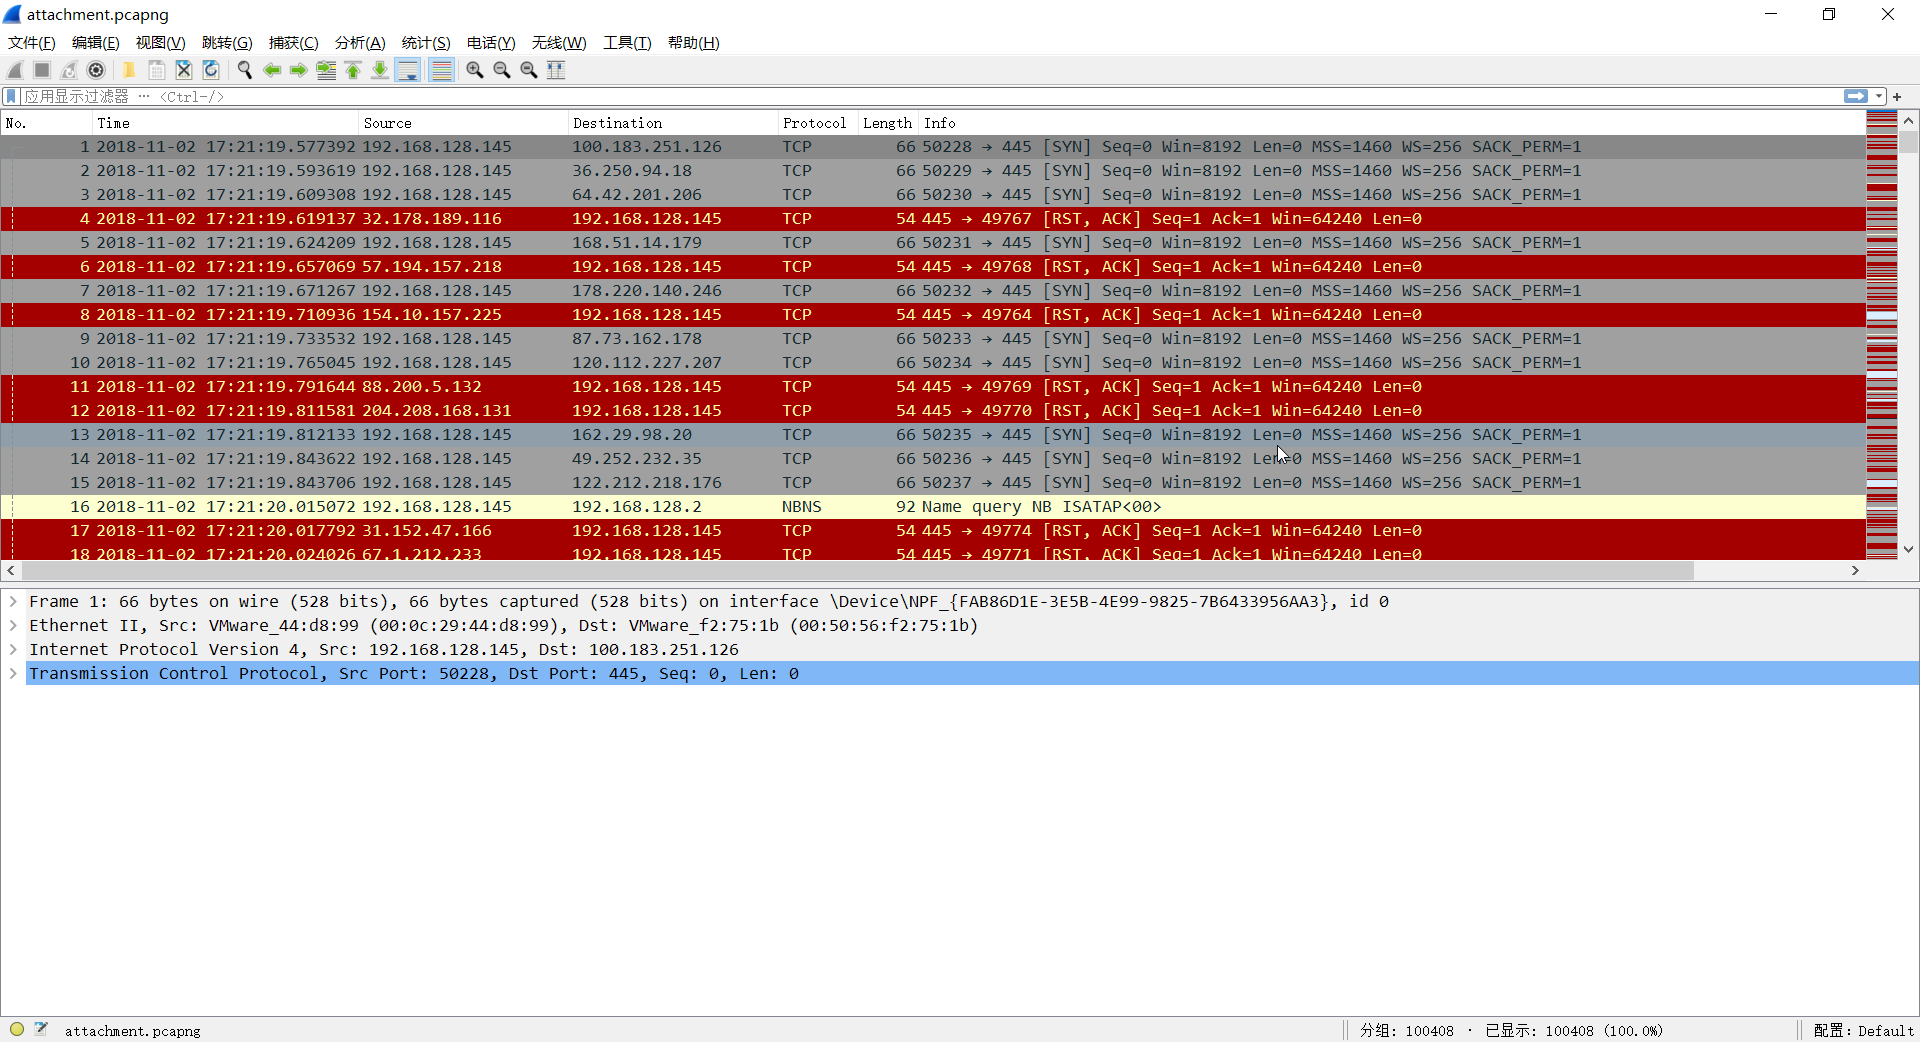 attachment.pcapng
文件(F) 编辑(E) 视图(V) 跳转(G) 捕获(C) 分析(A) 统计(S) 电话(Y) 无线(W) 工具(T) 帮助(H)
应用显示过滤器 … <Ctrl-/>
No. Time Source Destination Protocol Length Info
1 2018-11-02 17:21:19.577392 192.168.128.145 100.183.251.126 TCP 66 50228 → 445 [SYN] Seq=0 Win=8192 Len=0 MSS=1460 WS=256 SACK_PERM=1
2 2018-11-02 17:21:19.593619 192.168.128.145 36.250.94.18 TCP 66 50229 → 445 [SYN] Seq=0 Win=8192 Len=0 MSS=1460 WS=256 SACK_PERM=1
3 2018-11-02 17:21:19.609308 192.168.128.145 64.42.201.206 TCP 66 50230 → 445 [SYN] Seq=0 Win=8192 Len=0 MSS=1460 WS=256 SACK_PERM=1
4 2018-11-02 17:21:19.619137 32.178.189.116 192.168.128.145 TCP 54 445 → 49767 [RST, ACK] Seq=1 Ack=1 Win=64240 Len=0
5 2018-11-02 17:21:19.624209 192.168.128.145 168.51.14.179 TCP 66 50231 → 445 [SYN] Seq=0 Win=8192 Len=0 MSS=1460 WS=256 SACK_PERM=1
6 2018-11-02 17:21:19.657069 57.194.157.218 192.168.128.145 TCP 54 445 → 49768 [RST, ACK] Seq=1 Ack=1 Win=64240 Len=0
7 2018-11-02 17:21:19.671267 192.168.128.145 178.220.140.246 TCP 66 50232 → 445 [SYN] Seq=0 Win=8192 Len=0 MSS=1460 WS=256 SACK_PERM=1
8 2018-11-02 17:21:19.710936 154.10.157.225 192.168.128.145 TCP 54 445 → 49764 [RST, ACK] Seq=1 Ack=1 Win=64240 Len=0
9 2018-11-02 17:21:19.733532 192.168.128.145 87.73.162.178 TCP 66 50233 → 445 [SYN] Seq=0 Win=8192 Len=0 MSS=1460 WS=256 SACK_PERM=1
10 2018-11-02 17:21:19.765045 192.168.128.145 120.112.227.207 TCP 66 50234 → 445 [SYN] Seq=0 Win=8192 Len=0 MSS=1460 WS=256 SACK_PERM=1
11 2018-11-02 17:21:19.791644 88.200.5.132 192.168.128.145 TCP 54 445 → 49769 [RST, ACK] Seq=1 Ack=1 Win=64240 Len=0
12 2018-11-02 17:21:19.811581 204.208.168.131 192.168.128.145 TCP 54 445 → 49770 [RST, ACK] Seq=1 Ack=1 Win=64240 Len=0
13 2018-11-02 17:21:19.812133 192.168.128.145 162.29.98.20 TCP 66 50235 → 445 [SYN] Seq=0 Win=8192 Len=0 MSS=1460 WS=256 SACK_PERM=1
14 2018-11-02 17:21:19.843622 192.168.128.145 49.252.232.35 TCP 66 50236 → 445 [SYN] Seq=0 Win=8192 Len=0 MSS=1460 WS=256 SACK_PERM=1
15 2018-11-02 17:21:19.843706 192.168.128.145 122.212.218.176 TCP 66 50237 → 445 [SYN] Seq=0 Win=8192 Len=0 MSS=1460 WS=256 SACK_PERM=1
16 2018-11-02 17:21:20.015072 192.168.128.145 192.168.128.2 NBNS 92 Name query NB ISATAP<00>
17 2018-11-02 17:21:20.017792 31.152.47.166 192.168.128.145 TCP 54 445 → 49774 [RST, ACK] Seq=1 Ack=1 Win=64240 Len=0
18 2018-11-02 17:21:20.024026 67.1.212.233 192.168.128.145 TCP 54 445 → 49771 [RST, ACK] Seq=1 Ack=1 Win=64240 Len=0
Frame 1: 66 bytes on wire (528 bits), 66 bytes captured (528 bits) on interface \Device\NPF_{FAB86D1E-3E5B-4E99-9825-7B6433956AA3}, id 0
Ethernet II, Src: VMware_44:d8:99 (00:0c:29:44:d8:99), Dst: VMware_f2:75:1b (00:50:56:f2:75:1b)
Internet Protocol Version 4, Src: 192.168.128.145, Dst: 100.183.251.126
Transmission Control Protocol, Src Port: 50228, Dst Port: 445, Seq: 0, Len: 0
attachment.pcapng 分组: 100408 · 已显示: 100408 (100.0%) 配置: Default